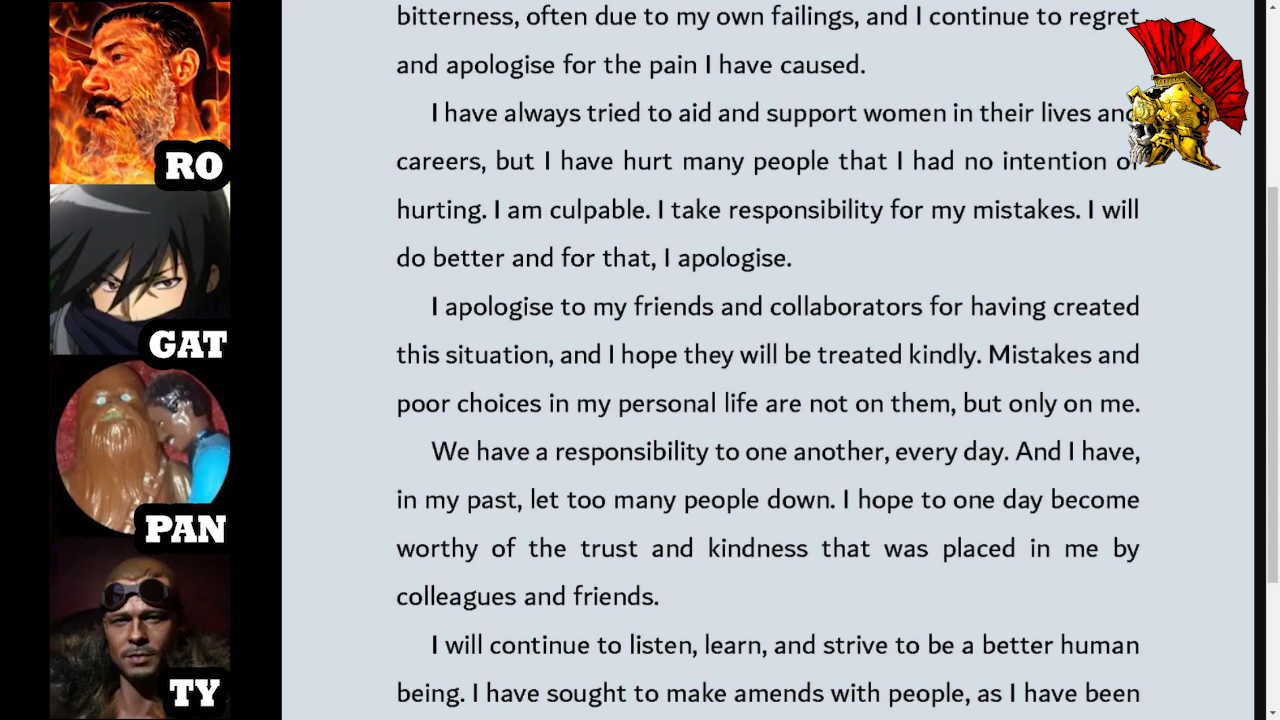 RO
GAT
PAN
TY
bitterness, often due to my own failings, and I continue to regret
and apologise for the pain I have caused.
I have always tried to aid and support women in their lives and
careers, but I have hurt many people that I had no intention of
hurting. I am culpable. I take responsibility for my mistakes. I will
do better and for that, I apologise.
I apologise to my friends and collaborators for having created
this situation, and I hope they will be treated kindly. Mistakes and
poor choices in my personal life are not on them, but only on me.
We have a responsibility to one another, every day. And I have,
in my past, let too many people down. I hope to one day become
worthy of the trust and kindness that was placed in me by
colleagues and friends.
I will continue to listen, learn, and strive to be a better human
being. I have sought to make amends with people, as I have been